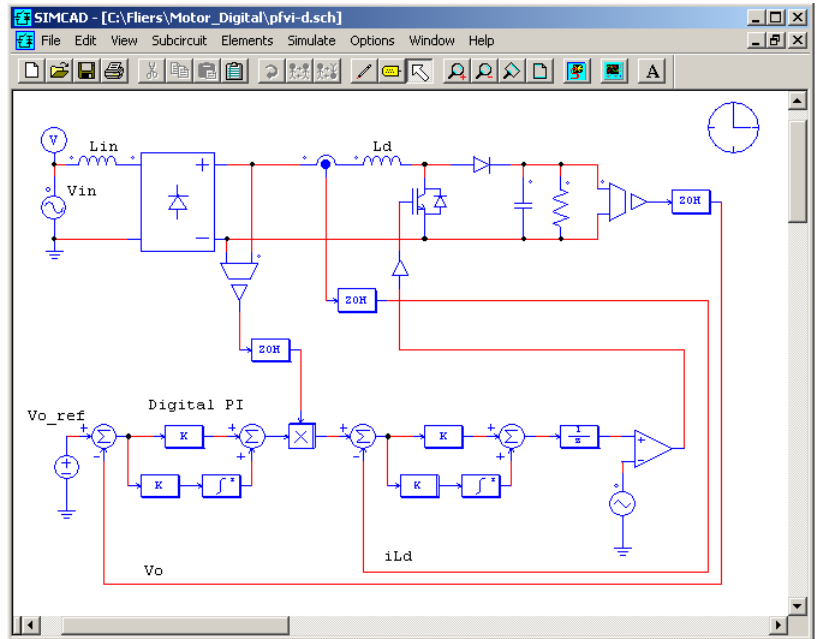 SIMCAD - [C:\Fliers\Motor_Digital\pfvi-d.sch]
File Edit View Subcircuit Elements Simulate Options Window Help
A
V
Lin
Ld
Vin
+
−
ZOH
ZOH
ZOH
Vo_ref
Digital PI
+
−
Σ
K
+
+
Σ
×
+
−
Σ
K
+
+
Σ
1
z
+
−
+
−
K
∫ z
K
∫ z
iLd
Vo